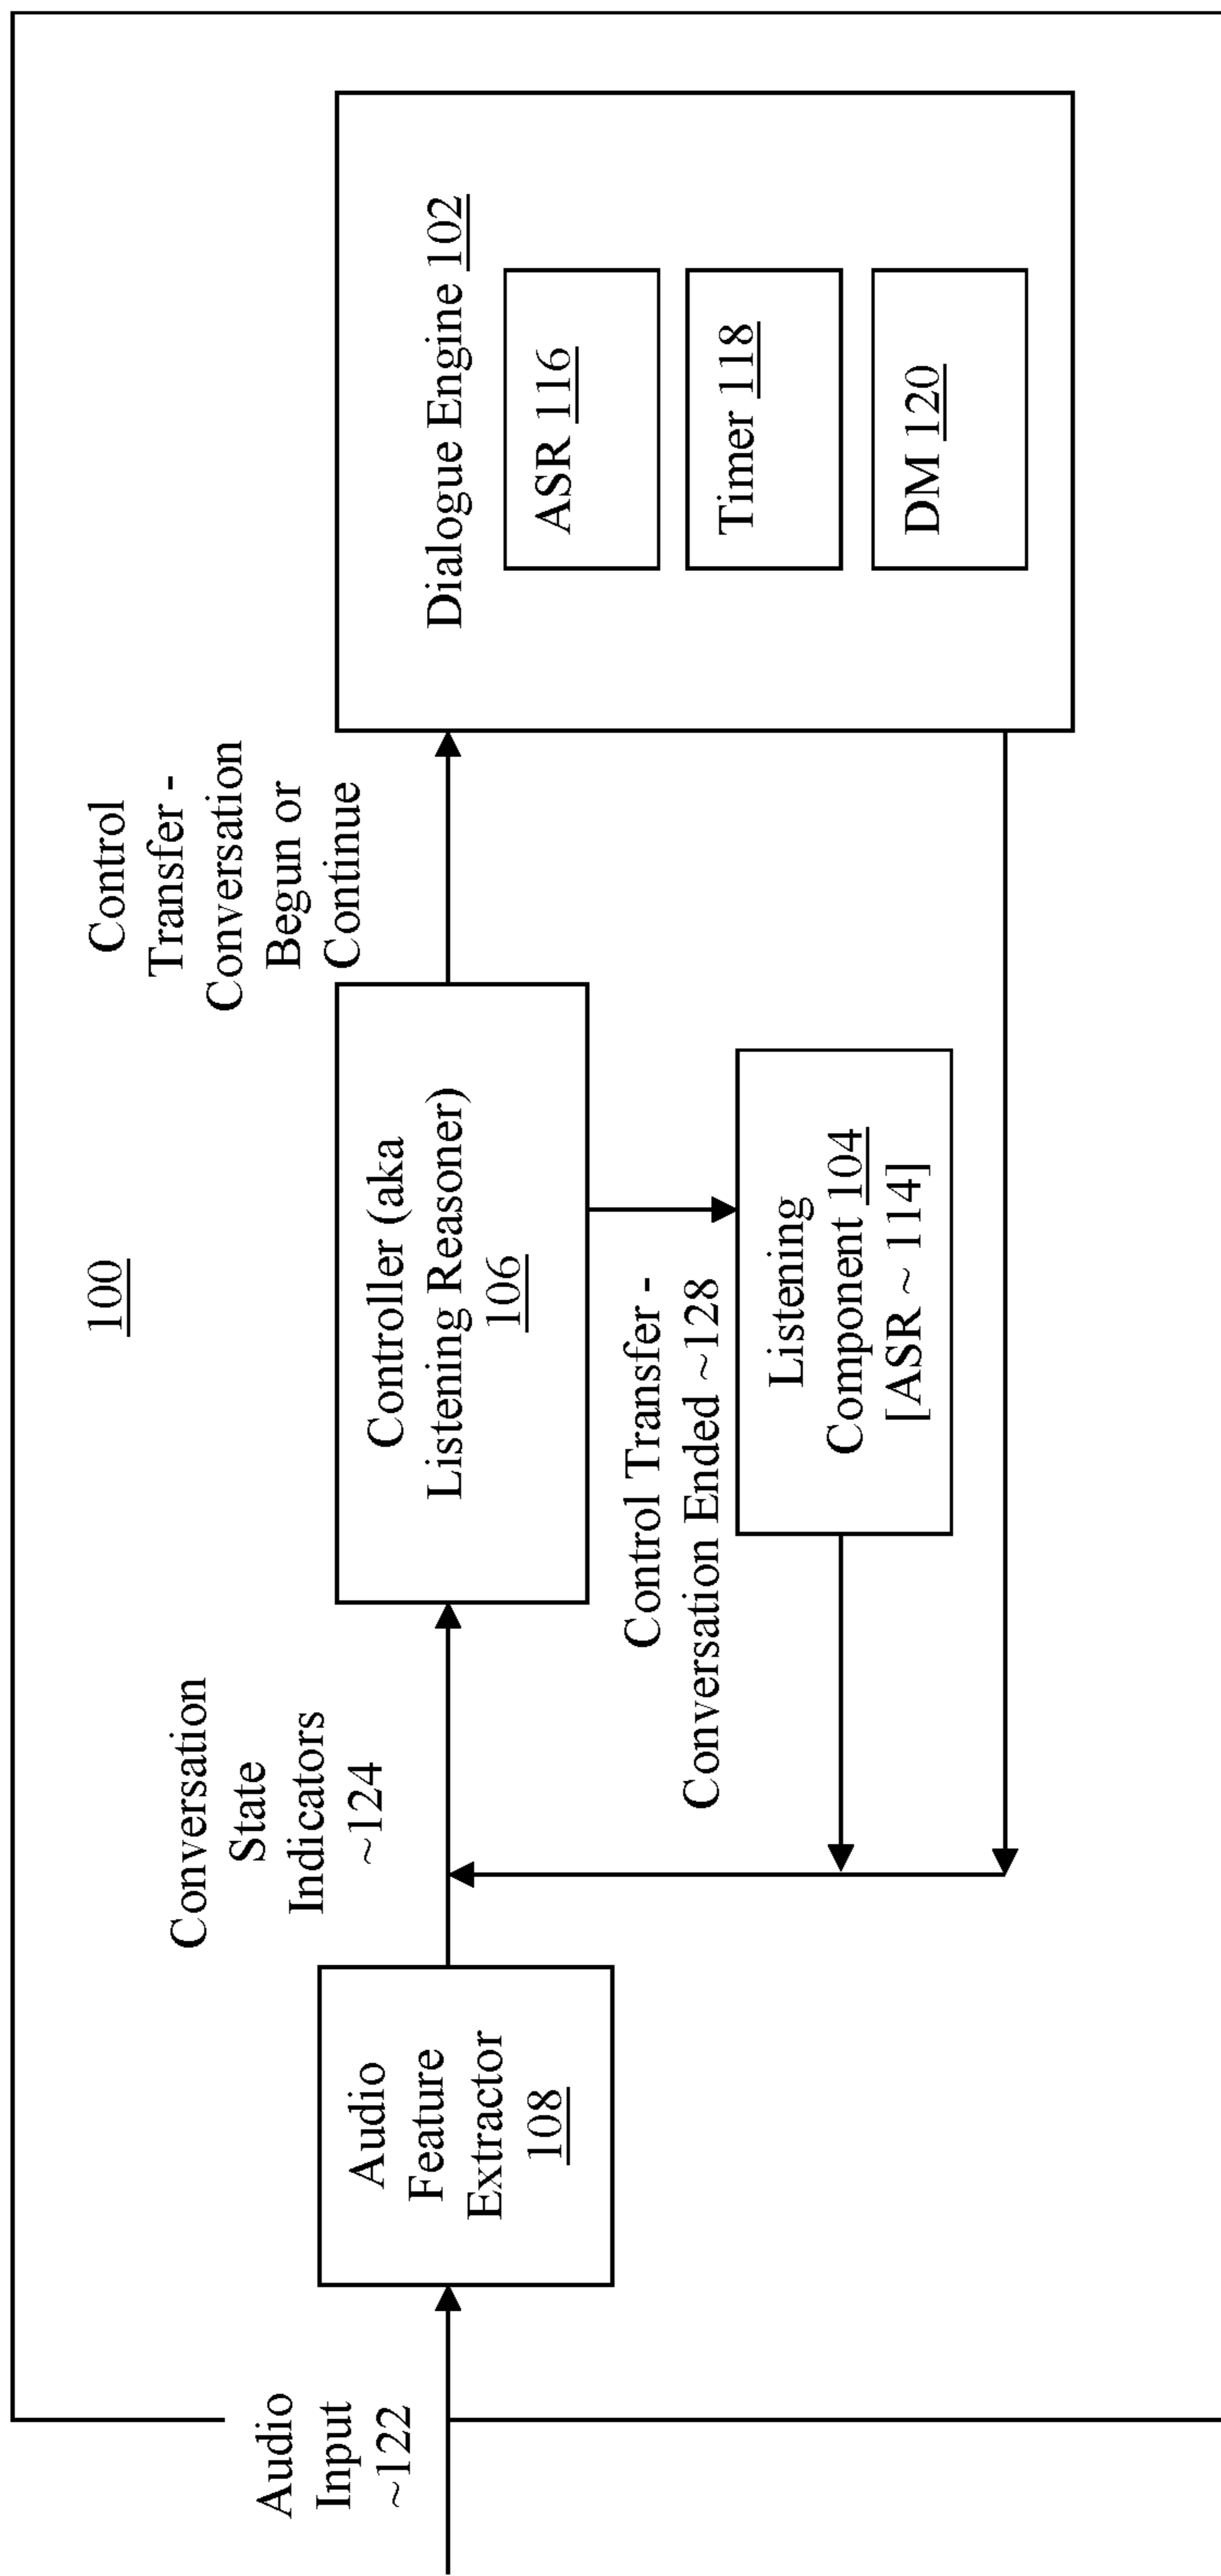 100
Audio
Input
~122
Audio
Feature
Extractor
108
Conversation
State
Indicators
~124
Controller (aka
Listening Reasoner)
106
Control Transfer -
Conversation Ended ~128
Listening
Component 104
[ASR ~ 114]
Control
Transfer -
Conversation
Begun or
Continue
Dialogue Engine 102
ASR 116
Timer 118
DM 120